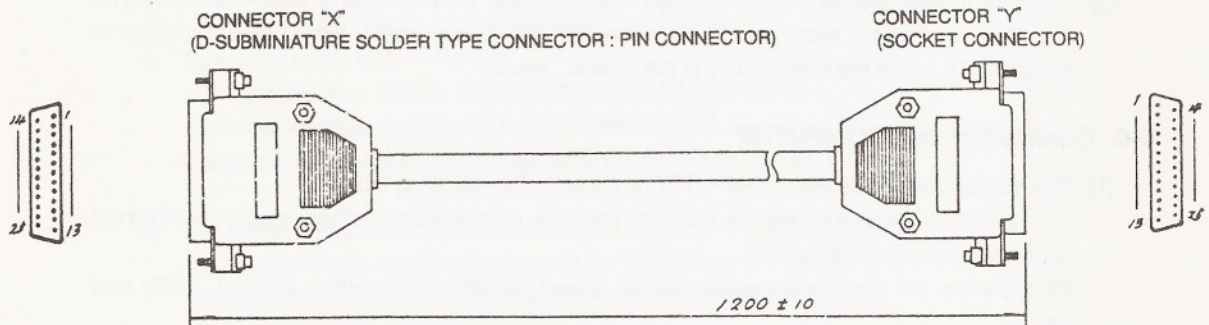 CONNECTOR "X"
(D-SUBMINIATURE SOLDER TYPE CONNECTOR : PIN CONNECTOR)
CONNECTOR "Y"
(SOCKET CONNECTOR)
14
1
25
13
1
14
13
25
1200 ± 10